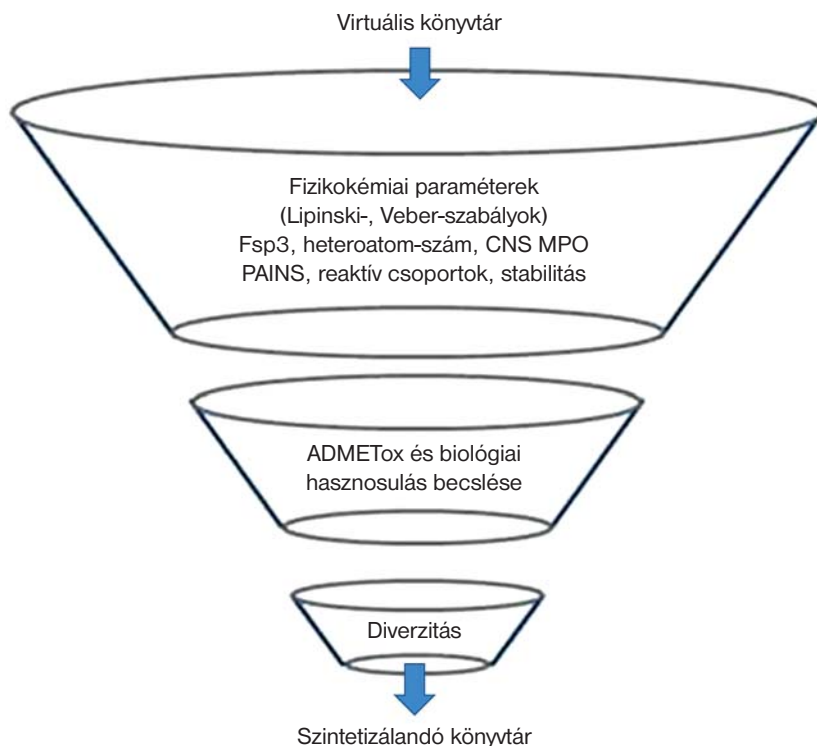 Virtuális könyvtár
Fizikokémiai paraméterek
(Lipinski-, Veber-szabályok)
Fsp3, heteroatom-szám, CNS MPO
PAINS, reaktív csoportok, stabilitás
ADMETox és biológiai
hasznosulás becslése
Diverzitás
Szintetizálandó könyvtár